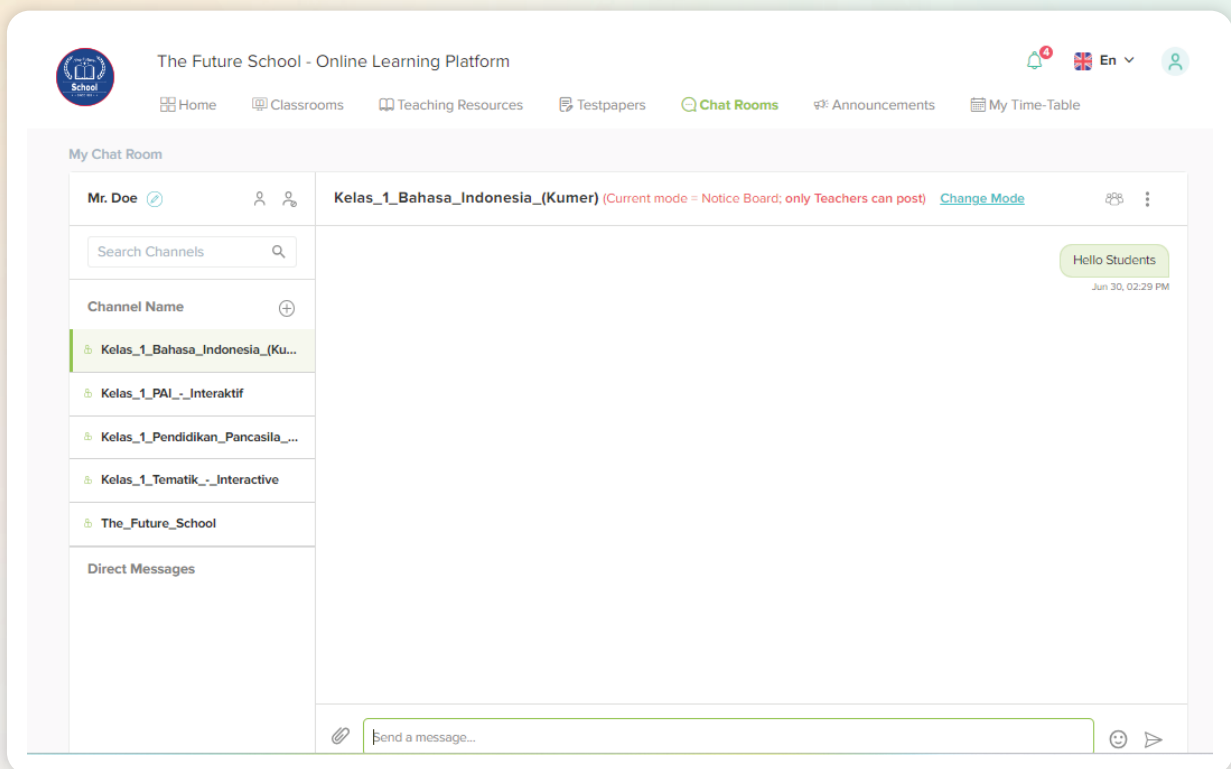 School
The Future School - Online Learning Platform
4
En
Home Classrooms Teaching Resources Testpapers Chat Rooms Announcements My Time-Table
My Chat Room
Mr. Doe
Kelas_1_Bahasa_Indonesia_(Kumer) (Current mode = Notice Board; only Teachers can post) Change Mode
Search Channels
Hello Students
Jun 30, 02:29 PM
Channel Name
Kelas_1_Bahasa_Indonesia_(Ku...
Kelas_1_PAI_-_Interaktif
Kelas_1_Pendidikan_Pancasila_...
Kelas_1_Tematik_-_Interactive
The_Future_School
Direct Messages
Send a message...